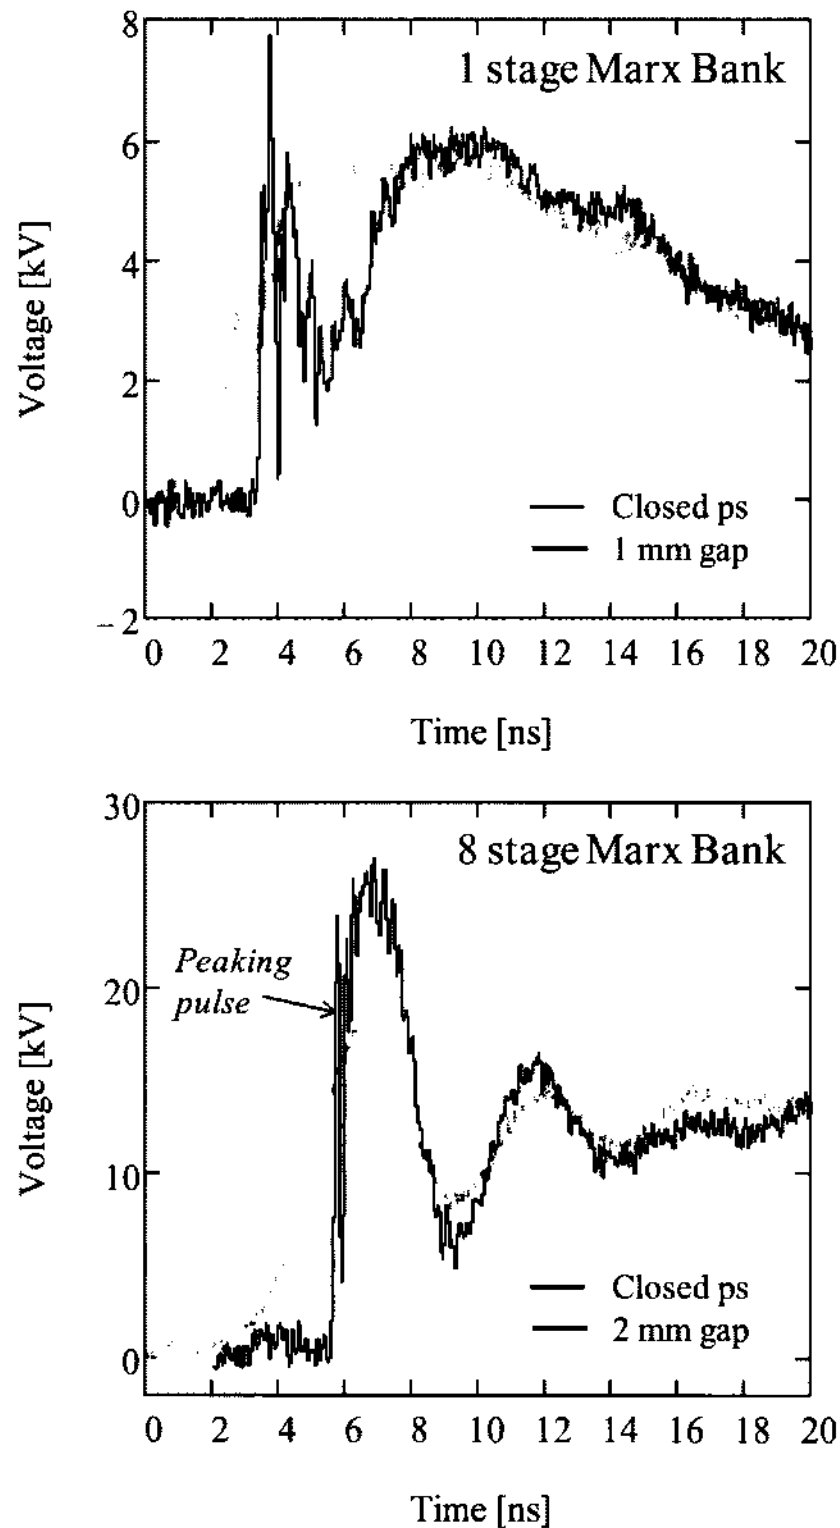 8
1 stage Marx Bank
6
4
2
0
−2
Voltage [kV]
Closed ps
1 mm gap
0 2 4 6 8 10 12 14 16 18 20
Time [ns]
30
8 stage Marx Bank
Peaking
pulse
20
10
0
Voltage [kV]
Closed ps
2 mm gap
0 2 4 6 8 10 12 14 16 18 20
Time [ns]